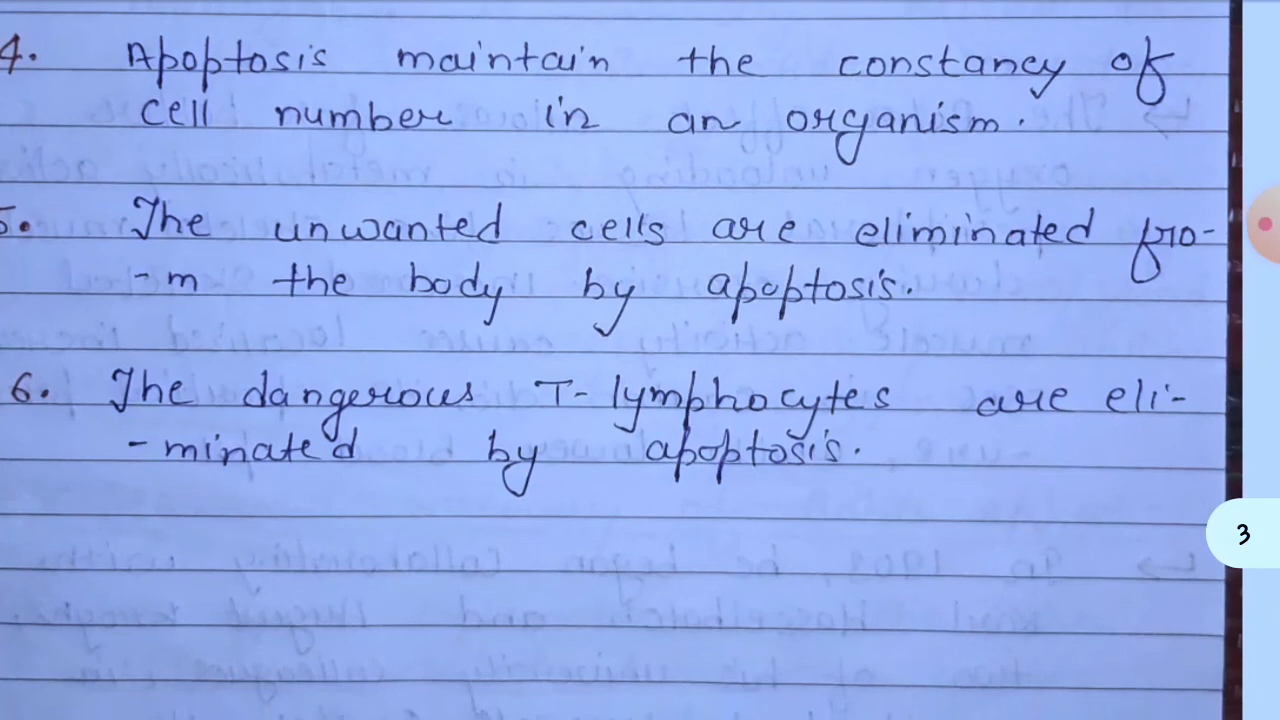 4. Apoptosis maintain the constancy of
cell number in an organism.
5. The unwanted cells are eliminated fro-
-m the body by apoptosis.
6. The dangerous T-lymphocytes are eli-
-minated by apoptosis.
3